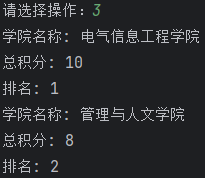 请选择操作：3
学院名称: 电气信息工程学院
总积分: 10
排名: 1
学院名称: 管理与人文学院
总积分: 8
排名: 2